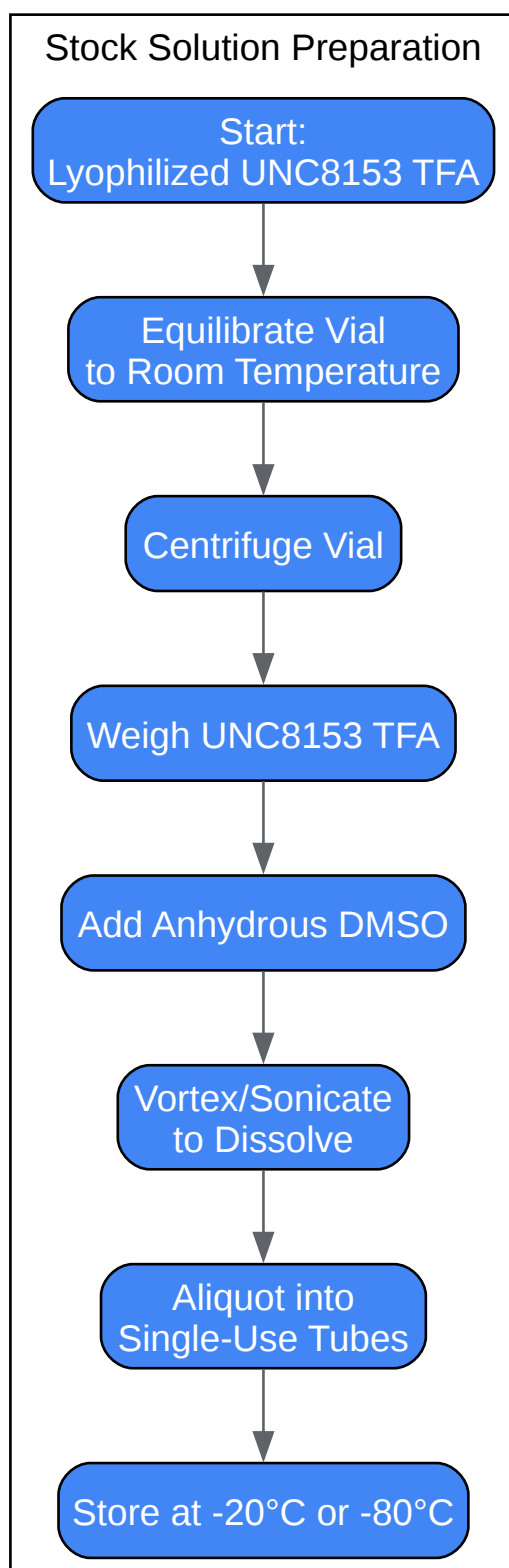 Stock Solution Preparation
Start:
Lyophilized UNC8153 TFA
Equilibrate Vial
to Room Temperature
Centrifuge Vial
Weigh UNC8153 TFA
Add Anhydrous DMSO
Vortex/Sonicate
to Dissolve
Aliquot into
Single-Use Tubes
Store at -20°C or -80°C